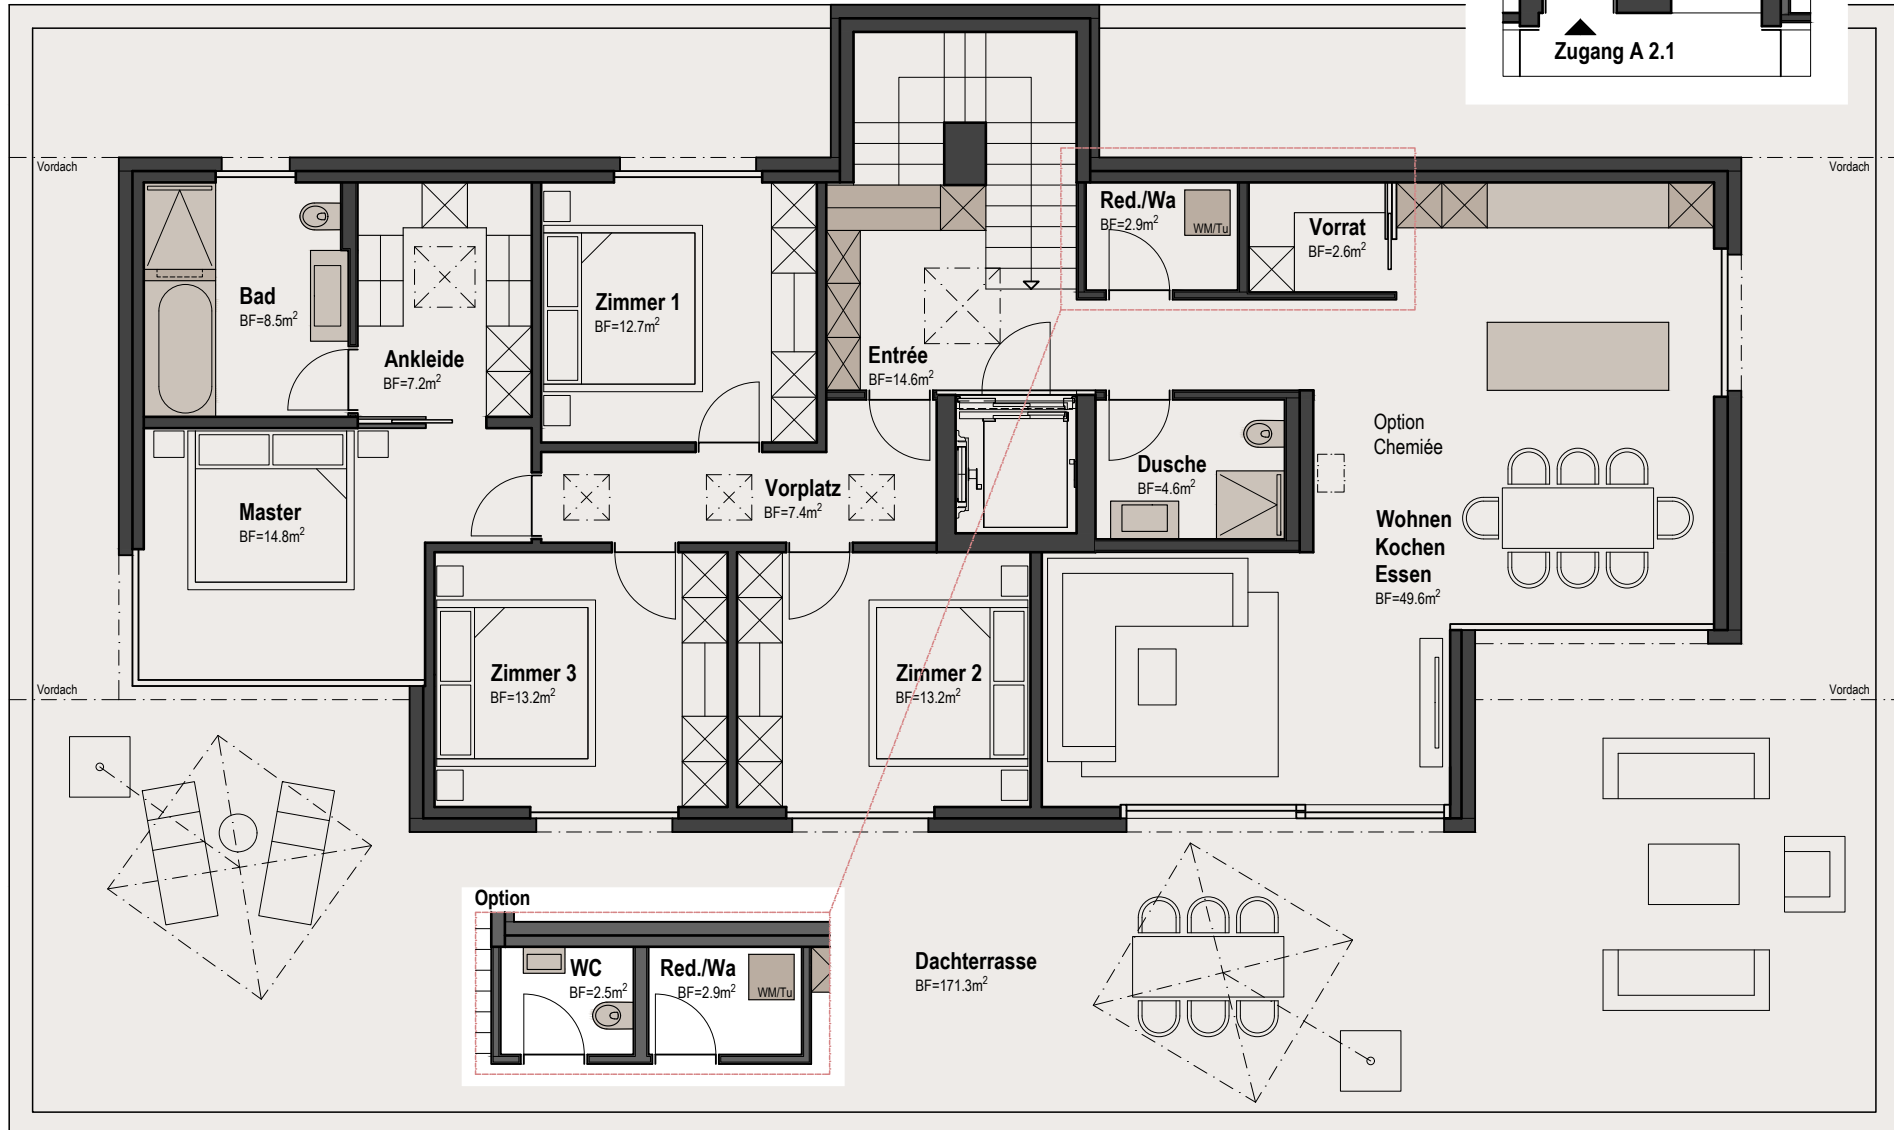 Zugang A 2.1
Vordach
Vordach
Red./Wa
BF=2.9m²
WM/Tu
Vorrat
BF=2.6m²
Bad
BF=8.5m²
Zimmer 1
BF=12.7m²
Ankleide
BF=7.2m²
Entrée
BF=14.6m²
Option
Chemiée
Dusche
BF=4.6m²
Vorplatz
BF=7.4m²
Master
BF=14.8m²
Wohnen
Kochen
Essen
BF=49.6m²
Zimmer 3
BF=13.2m²
Zimmer 2
BF=13.2m²
Vordach
Vordach
Option
WC
BF=2.5m²
Red./Wa
BF=2.9m²
WM/Tu
Dachterrasse
BF=171.3m²